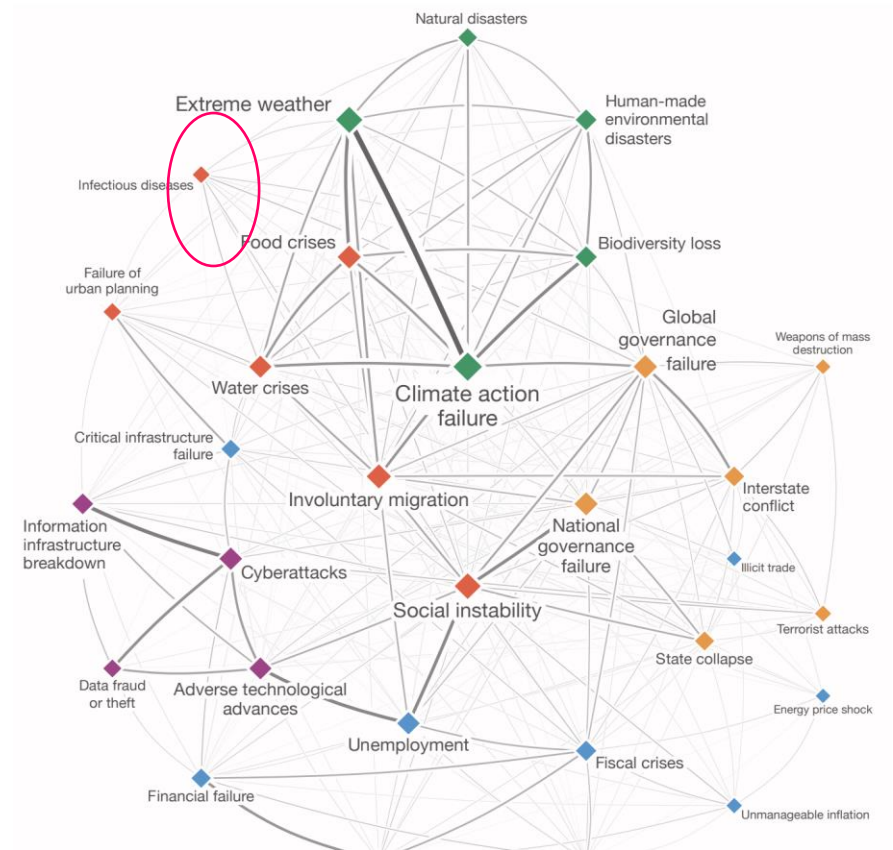 Natural disasters
Extreme weather
Human-made
environmental
disasters
Infectious diseases
Food crises
Biodiversity loss
Failure of
urban planning
Global
governance
failure
Weapons of mass
destruction
Water crises
Climate action
failure
Critical infrastructure
failure
Involuntary migration
Interstate
conflict
Information
infrastructure
breakdown
National
governance
failure
Cyberattacks
Illicit trade
Social instability
Terrorist attacks
State collapse
Data fraud
or theft
Adverse technological
advances
Energy price shock
Unemployment
Fiscal crises
Financial failure
Unmanageable inflation